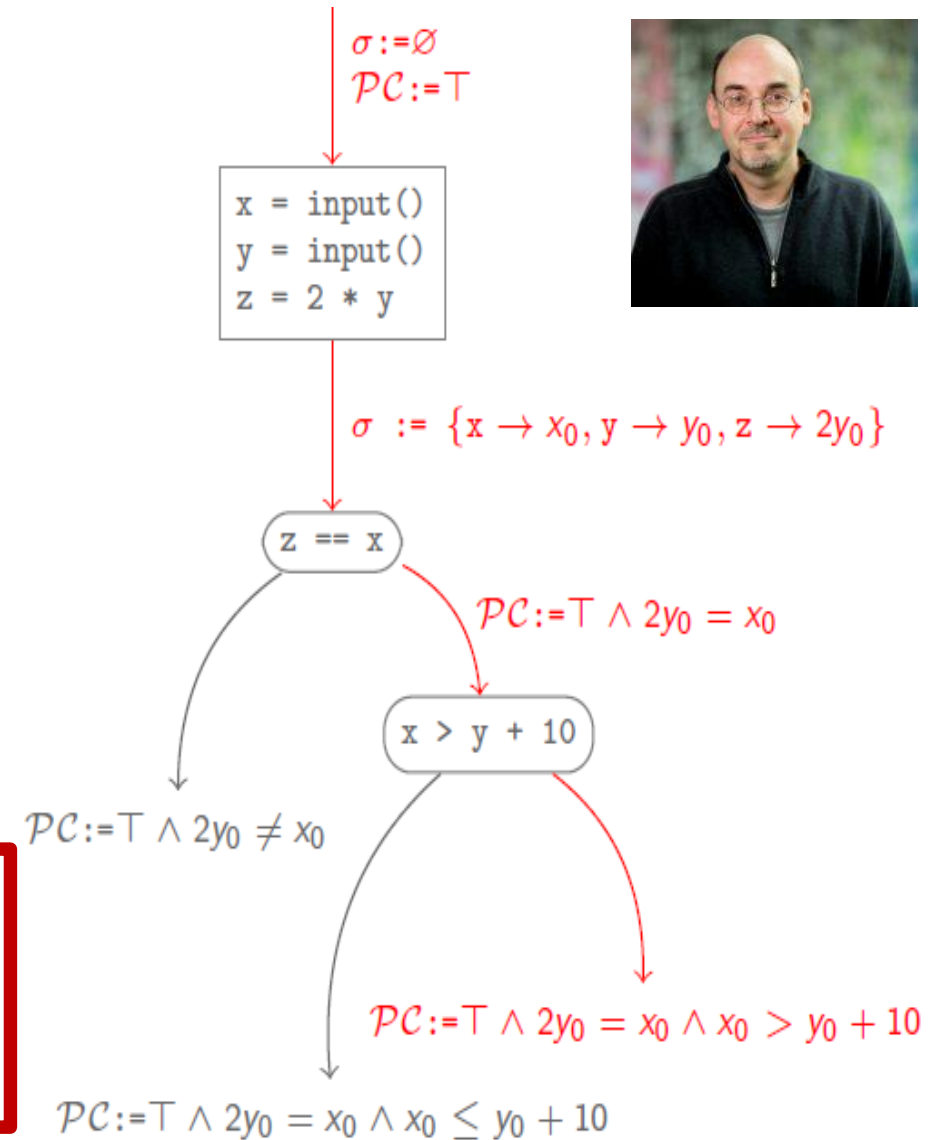 σ:=∅
𝒫𝒞:=⊤
x = input()
y = input()
z = 2 * y
σ := {x → x₀, y → y₀, z → 2y₀}
z == x
𝒫𝒞:=⊤ ∧ 2y₀ = x₀
x > y + 10
𝒫𝒞:=⊤ ∧ 2y₀ ≠ x₀
𝒫𝒞:=⊤ ∧ 2y₀ = x₀ ∧ x₀ > y₀ + 10
𝒫𝒞:=⊤ ∧ 2y₀ = x₀ ∧ x₀ ≤ y₀ + 10